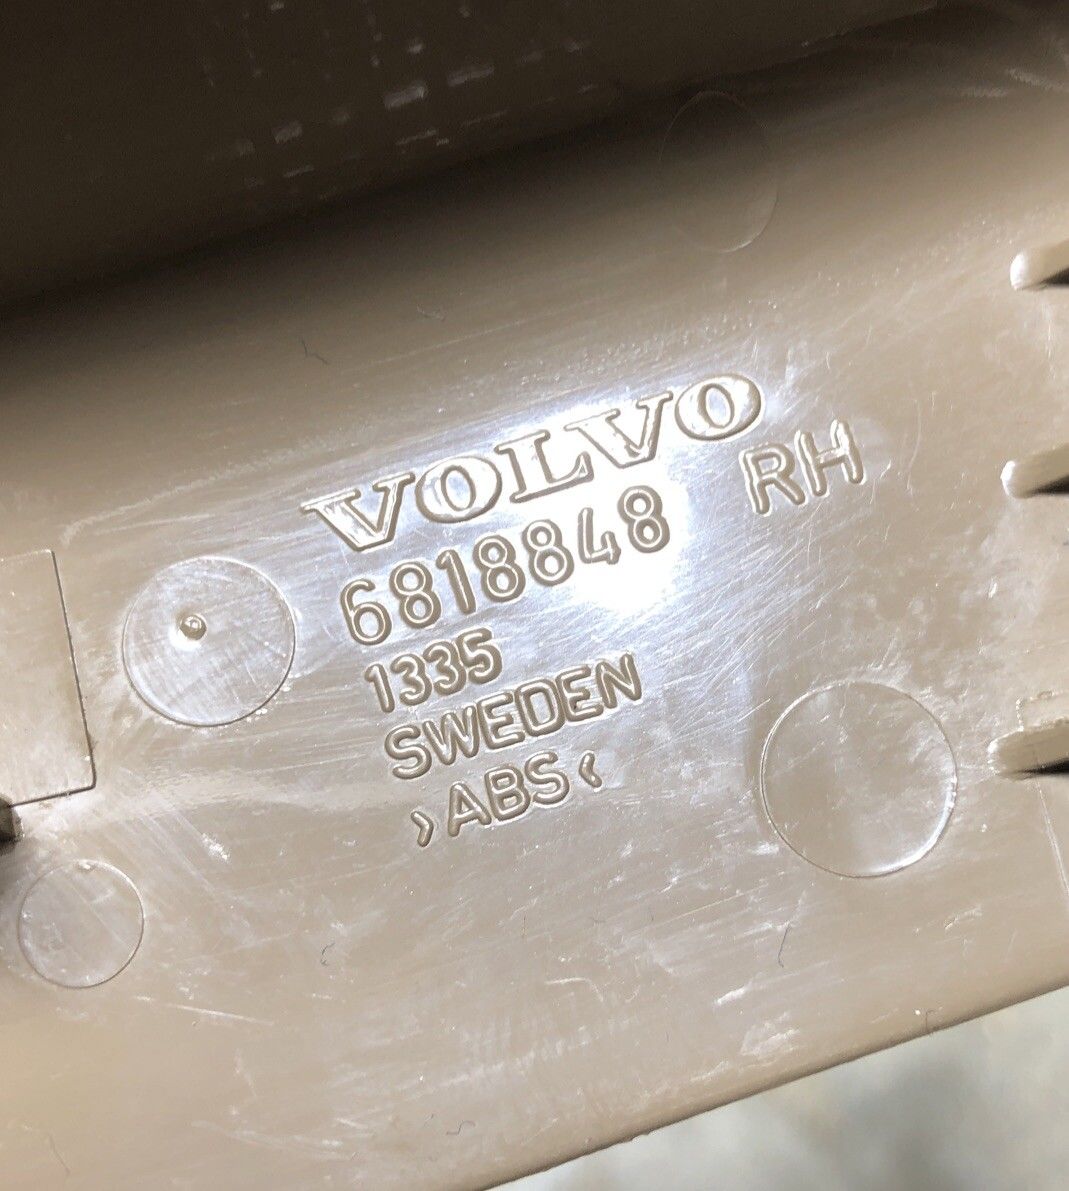 VOLVO
6818848 RH
1335
SWEDEN
>ABS<